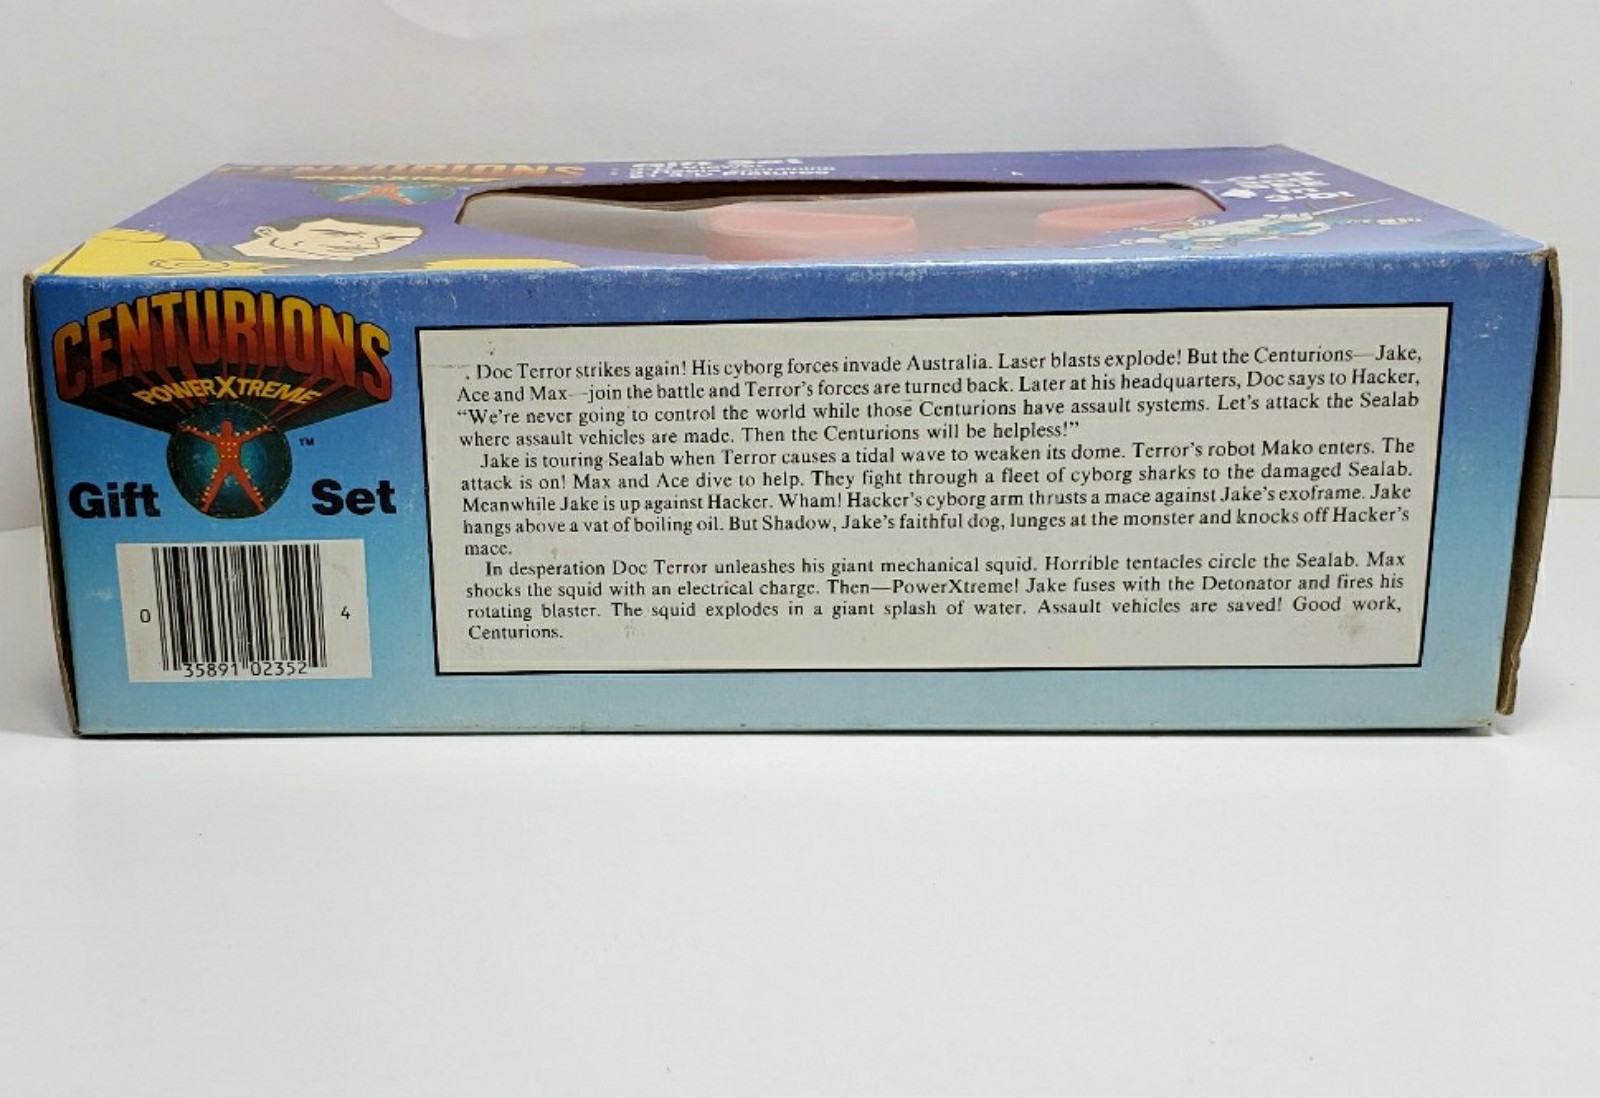 CENTURIONS
Gift Set
3-D Pictures
CENTURIONS
POWERXTREME
TM
Gift Set
0 35891 02352 4
Doc Terror strikes again! His cyborg forces invade Australia. Laser blasts explode! But the Centurions—Jake,
Ace and Max—join the battle and Terror's forces are turned back. Later at his headquarters, Doc says to Hacker,
“We're never going to control the world while those Centurions have assault systems. Let's attack the Sealab
where assault vehicles are made. Then the Centurions will be helpless!”
Jake is touring Sealab when Terror causes a tidal wave to weaken its dome. Terror's robot Mako enters. The
attack is on! Max and Ace dive to help. They fight through a fleet of cyborg sharks to the damaged Sealab.
Meanwhile Jake is up against Hacker. Wham! Hacker's cyborg arm thrusts a mace against Jake's exoframe. Jake
hangs above a vat of boiling oil. But Shadow, Jake's faithful dog, lunges at the monster and knocks off Hacker's
mace.
In desperation Doc Terror unleashes his giant mechanical squid. Horrible tentacles circle the Sealab. Max
shocks the squid with an electrical charge. Then—PowerXtreme! Jake fuses with the Detonator and fires his
rotating blaster. The squid explodes in a giant splash of water. Assault vehicles are saved! Good work,
Centurions.